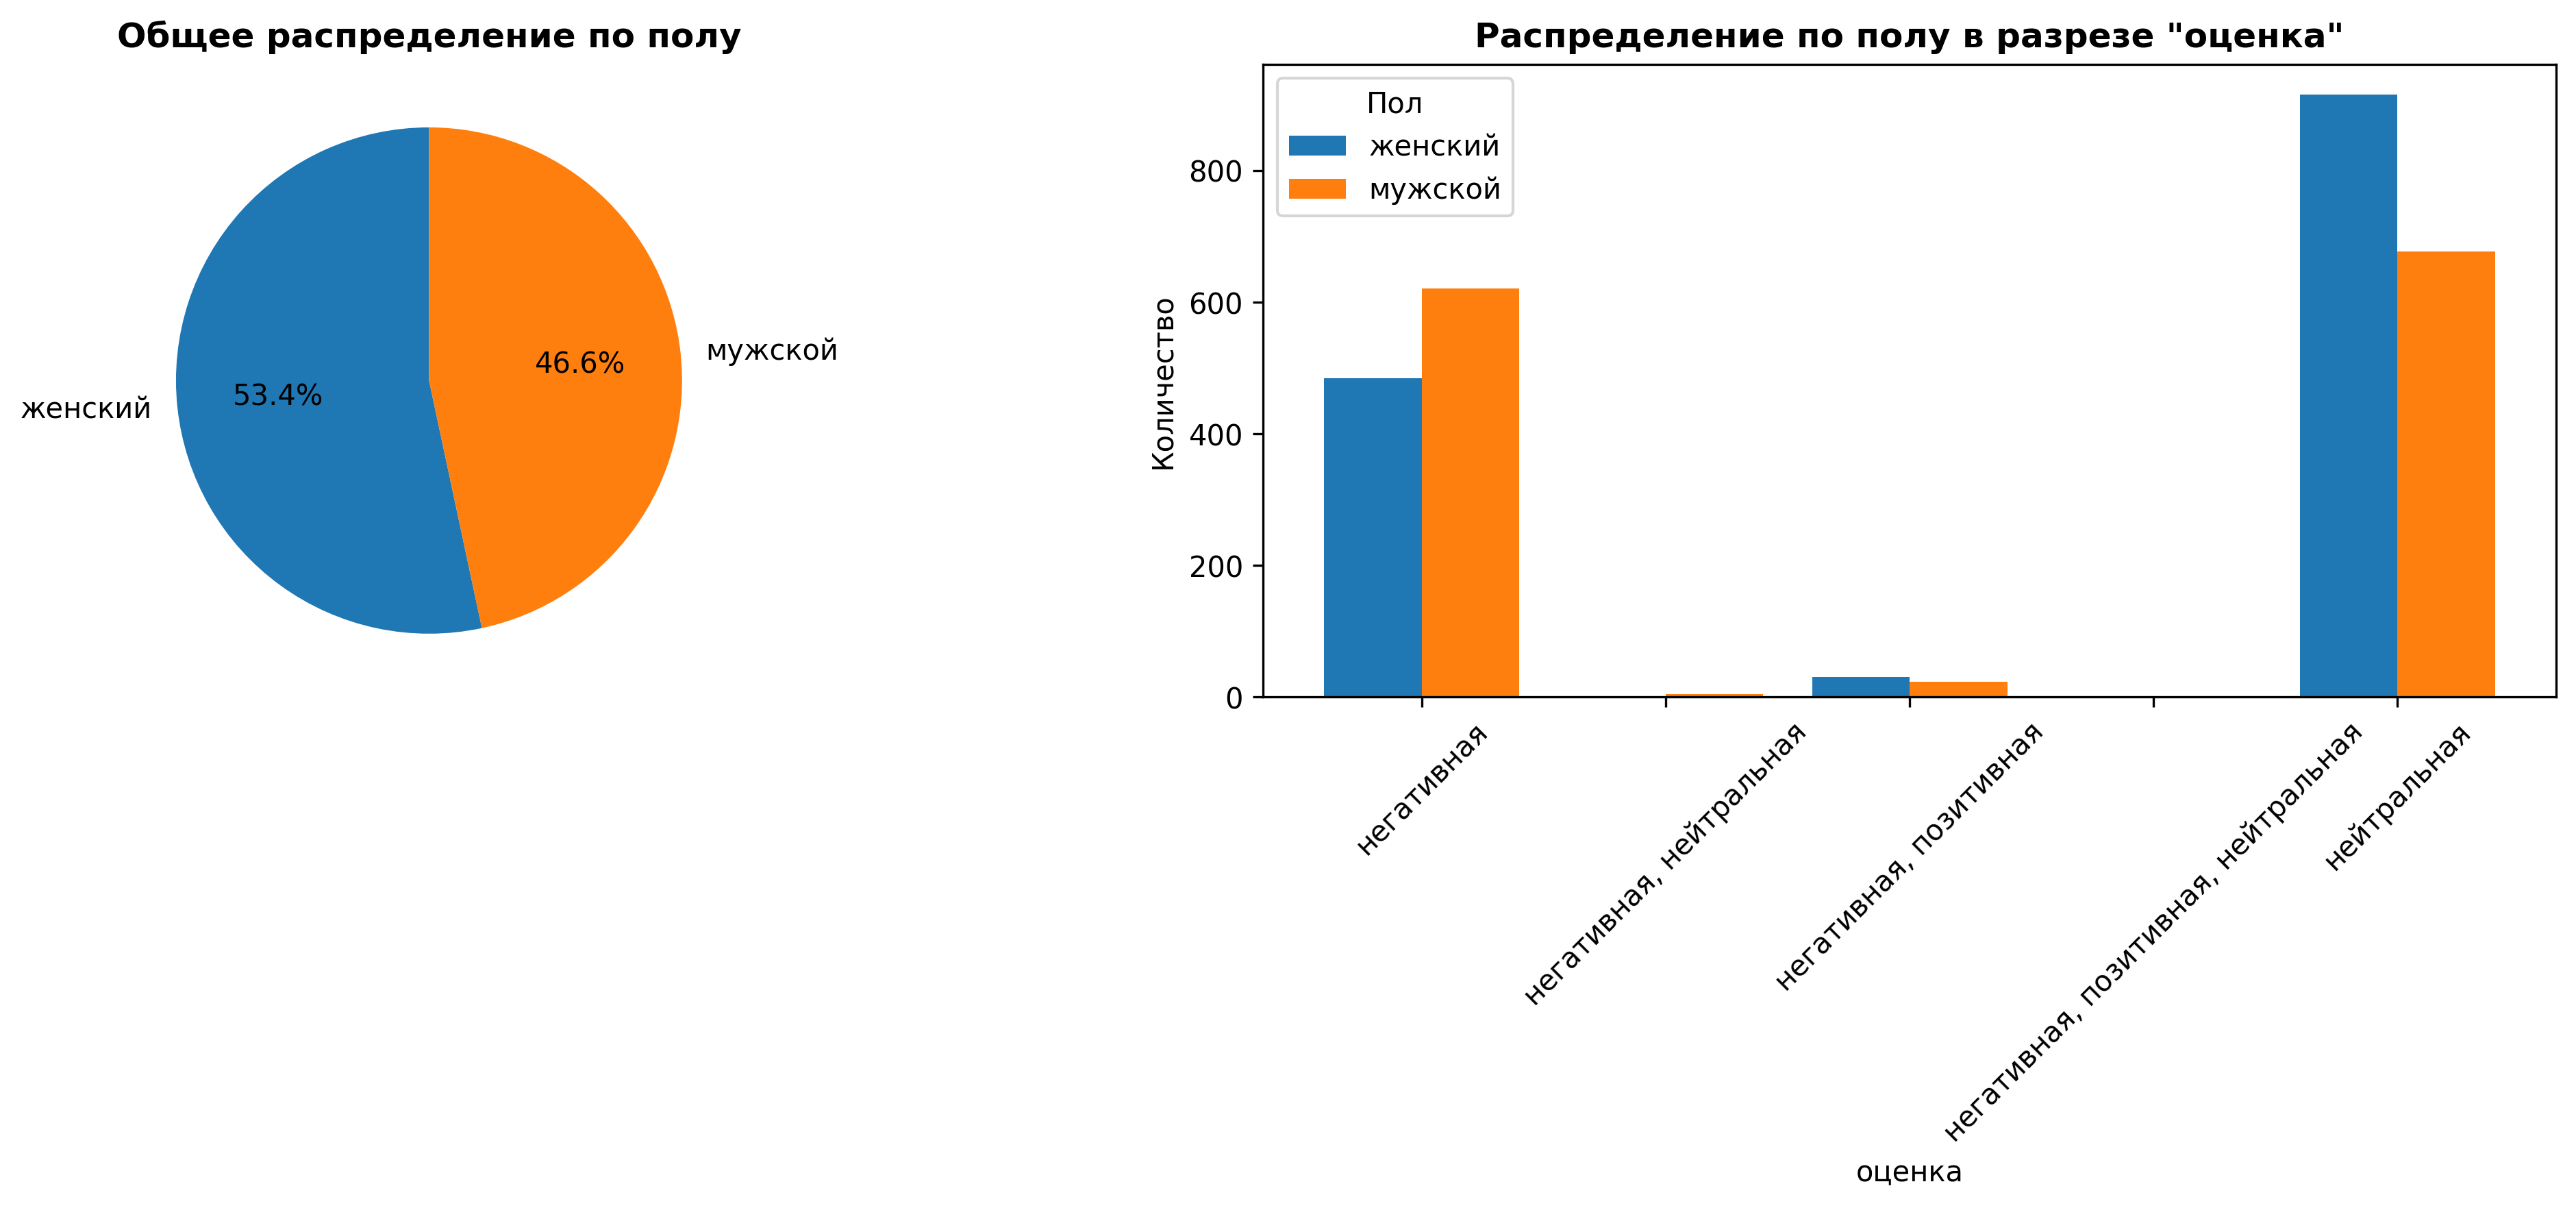 Общее распределение по полу
женский
53.4%
46.6%
мужской
Распределение по полу в разрезе "оценка"
Пол
женский
мужской
Количество
800
600
400
200
0
негативная
негативная, нейтральная
негативная, позитивная
негативная, позитивная, нейтральная
нейтральная
оценка